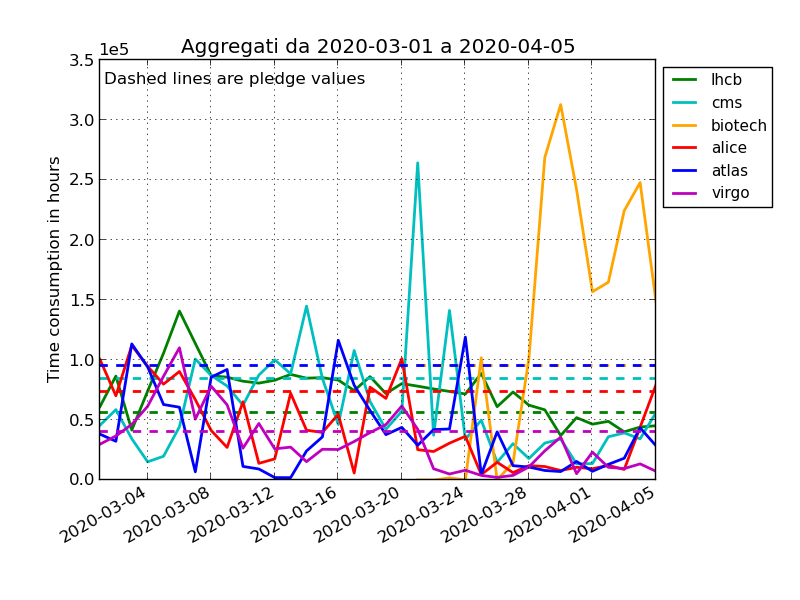 Aggregati da 2020-03-01 a 2020-04-05
1e5
Dashed lines are pledge values
3.5
3.0
2.5
2.0
1.5
1.0
0.5
0.0
Time consumption in hours
2020-03-04
2020-03-08
2020-03-12
2020-03-16
2020-03-20
2020-03-24
2020-03-28
2020-04-01
2020-04-05
lhcb
cms
biotech
alice
atlas
virgo